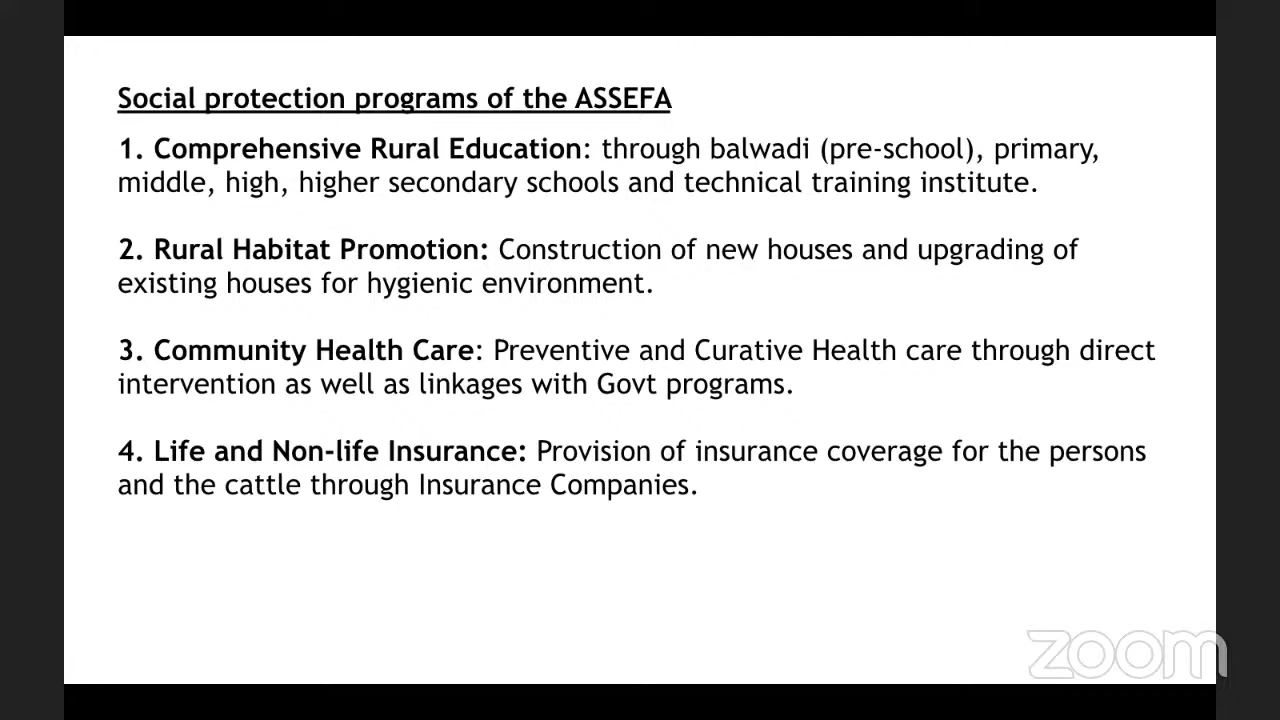 Social protection programs of the ASSEFA
1. Comprehensive Rural Education: through balwadi (pre-school), primary,
middle, high, higher secondary schools and technical training institute.
2. Rural Habitat Promotion: Construction of new houses and upgrading of
existing houses for hygienic environment.
3. Community Health Care: Preventive and Curative Health care through direct
intervention as well as linkages with Govt programs.
4. Life and Non-life Insurance: Provision of insurance coverage for the persons
and the cattle through Insurance Companies.
zoom